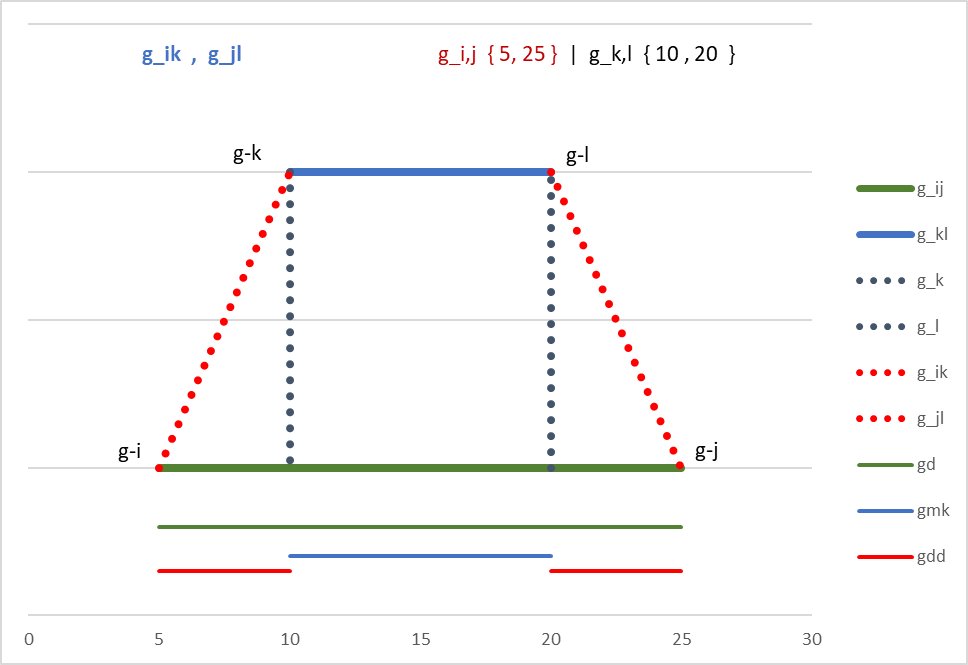 g_ik , g_jl
g_i,j { 5, 25 } | g_k,l { 10 , 20 }
g-k
g-l
g-i
g-j
g_ij
g_kl
g_k
g_l
g_ik
g_jl
gd
gmk
gdd
0 5 10 15 20 25 30